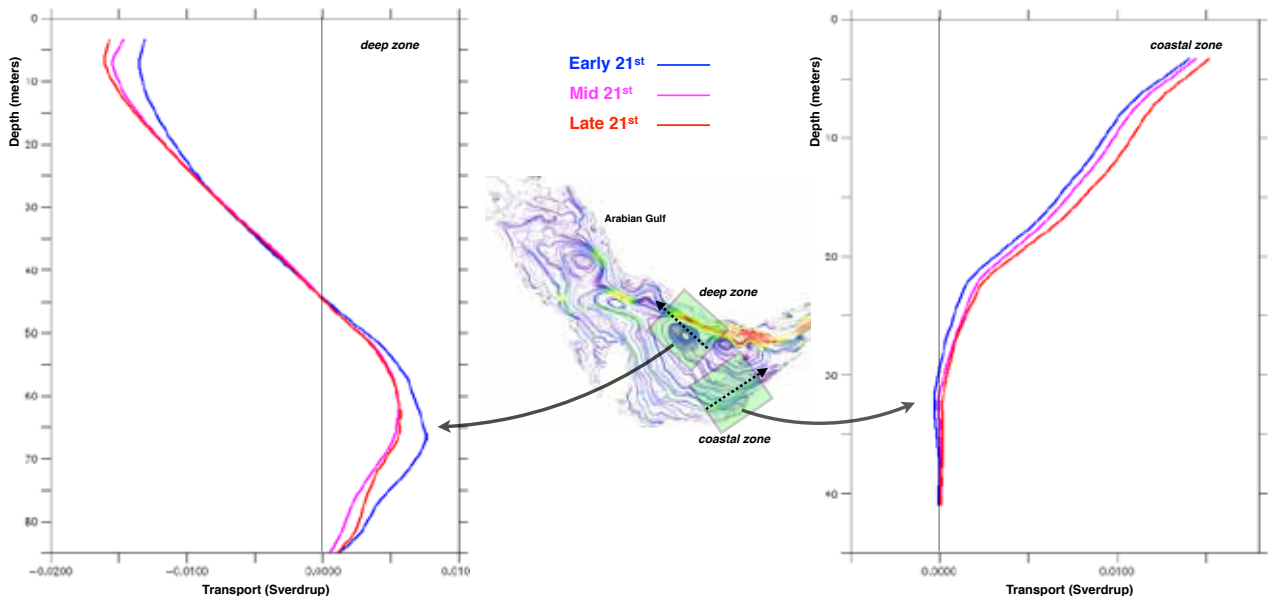 0
10
20
30
40
50
60
70
80
Depth (meters)
deep zone
−0.0200
−0.0100
0.0000
0.010
Transport (Sverdrup)
Early 21st
Mid 21st
Late 21st
Arabian Gulf
deep zone
coastal zone
0
10
20
30
40
Depth (meters)
coastal zone
0.0000
0.0100
Transport (Sverdrup)